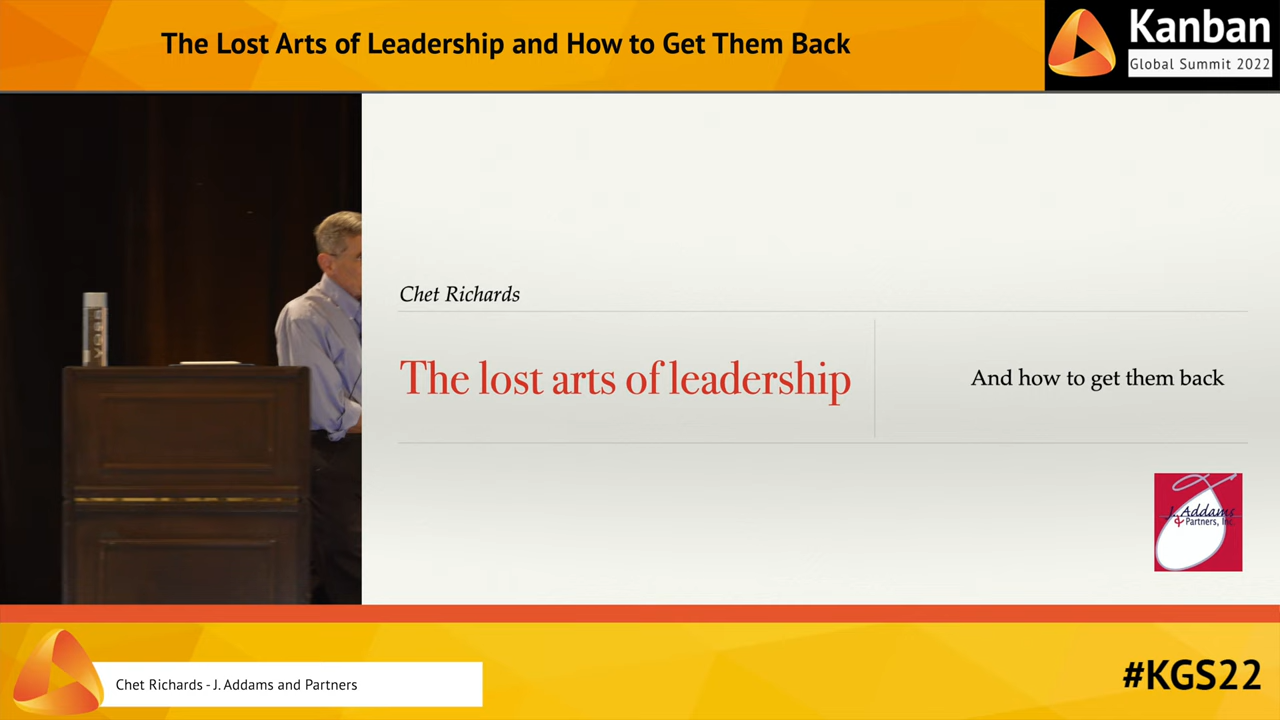 The Lost Arts of Leadership and How to Get Them Back
Kanban
Global Summit 2022
Chet Richards
The lost arts of leadership
And how to get them back
J. Addams
& Partners, Inc.
Chet Richards - J. Addams and Partners
#KGS22